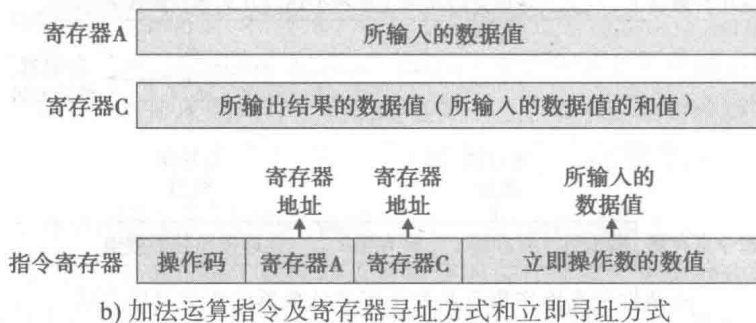 寄存器A 所输入的数据值
寄存器C 所输出结果的数据值（所输入的数据值的和值）
寄存器 寄存器 所输入的
地址 地址 数据值
指令寄存器 操作码 寄存器A 寄存器C 立即操作数的数值
b) 加法运算指令及寄存器寻址方式和立即寻址方式